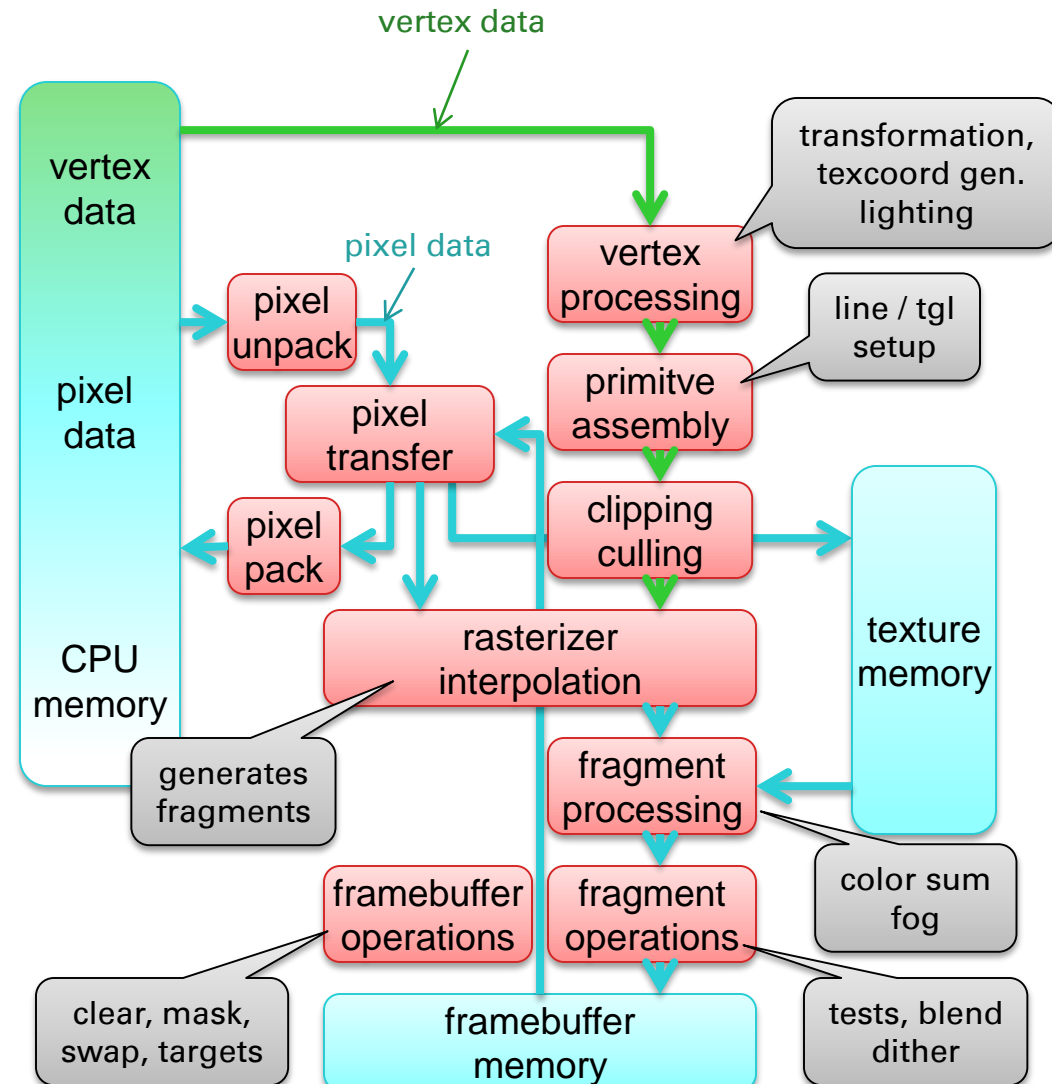 vertex data
vertex
data
transformation,
texcoord gen.
lighting
pixel data
vertex
processing
pixel
unpack
line / tgl
setup
pixel
data
primitve
assembly
pixel
transfer
pixel
pack
clipping
culling
CPU
memory
rasterizer
interpolation
texture
memory
generates
fragments
fragment
processing
color sum
fog
framebuffer
operations
fragment
operations
clear, mask,
swap, targets
framebuffer
memory
tests, blend
dither